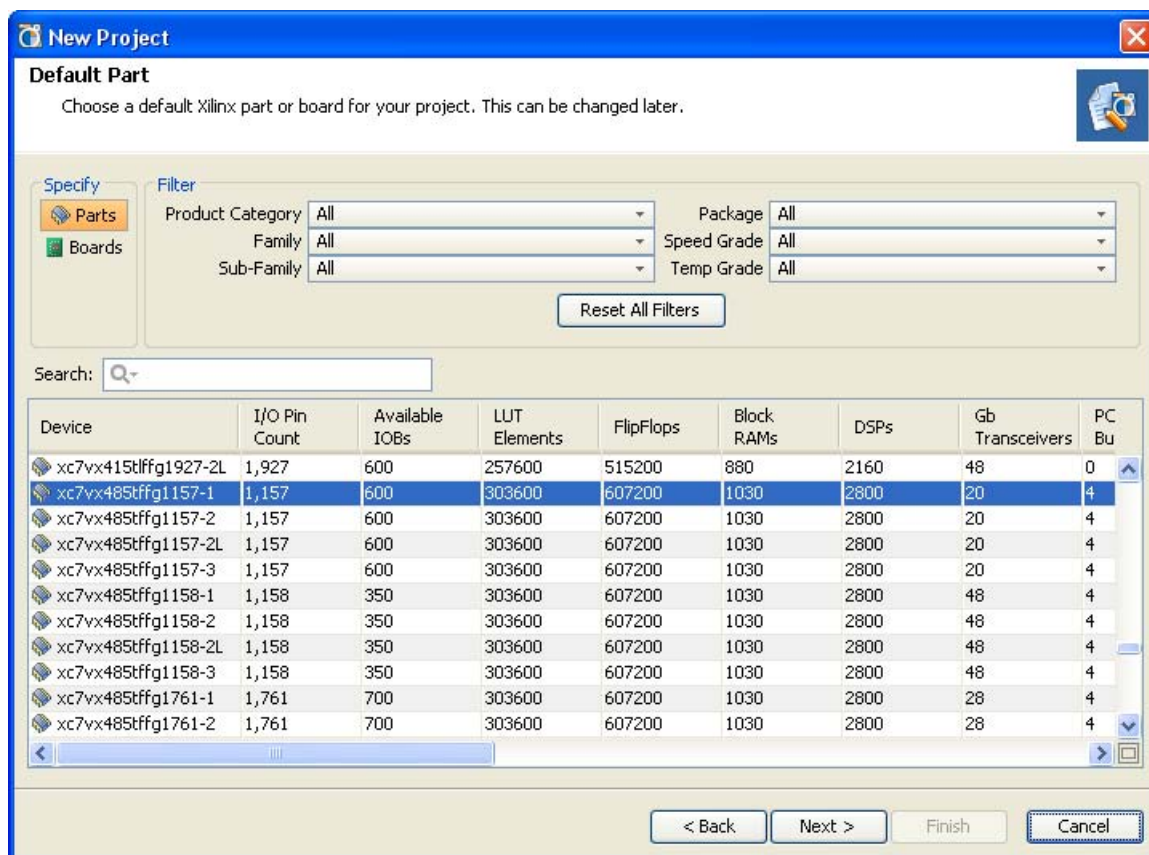 New Project
Default Part
Choose a default Xilinx part or board for your project. This can be changed later.
Specify
Filter
Parts
Boards
Product Category All Package All
Family All Speed Grade All
Sub-Family All Temp Grade All
Reset All Filters
Search:
Device I/O Pin Count Available IOBs LUT Elements FlipFlops Block RAMs DSPs Gb Transceivers PC Bu
xc7vx415tlffg1927-2L 1,927 600 257600 515200 880 2160 48 0
xc7vx485tffg1157-1 1,157 600 303600 607200 1030 2800 20 4
xc7vx485tffg1157-2 1,157 600 303600 607200 1030 2800 20 4
xc7vx485tffg1157-2L 1,157 600 303600 607200 1030 2800 20 4
xc7vx485tffg1157-3 1,157 600 303600 607200 1030 2800 20 4
xc7vx485tffg1158-1 1,158 350 303600 607200 1030 2800 48 4
xc7vx485tffg1158-2 1,158 350 303600 607200 1030 2800 48 4
xc7vx485tffg1158-2L 1,158 350 303600 607200 1030 2800 48 4
xc7vx485tffg1158-3 1,158 350 303600 607200 1030 2800 48 4
xc7vx485tffg1761-1 1,761 700 303600 607200 1030 2800 28 4
xc7vx485tffg1761-2 1,761 700 303600 607200 1030 2800 28 4
< Back Next > Finish Cancel